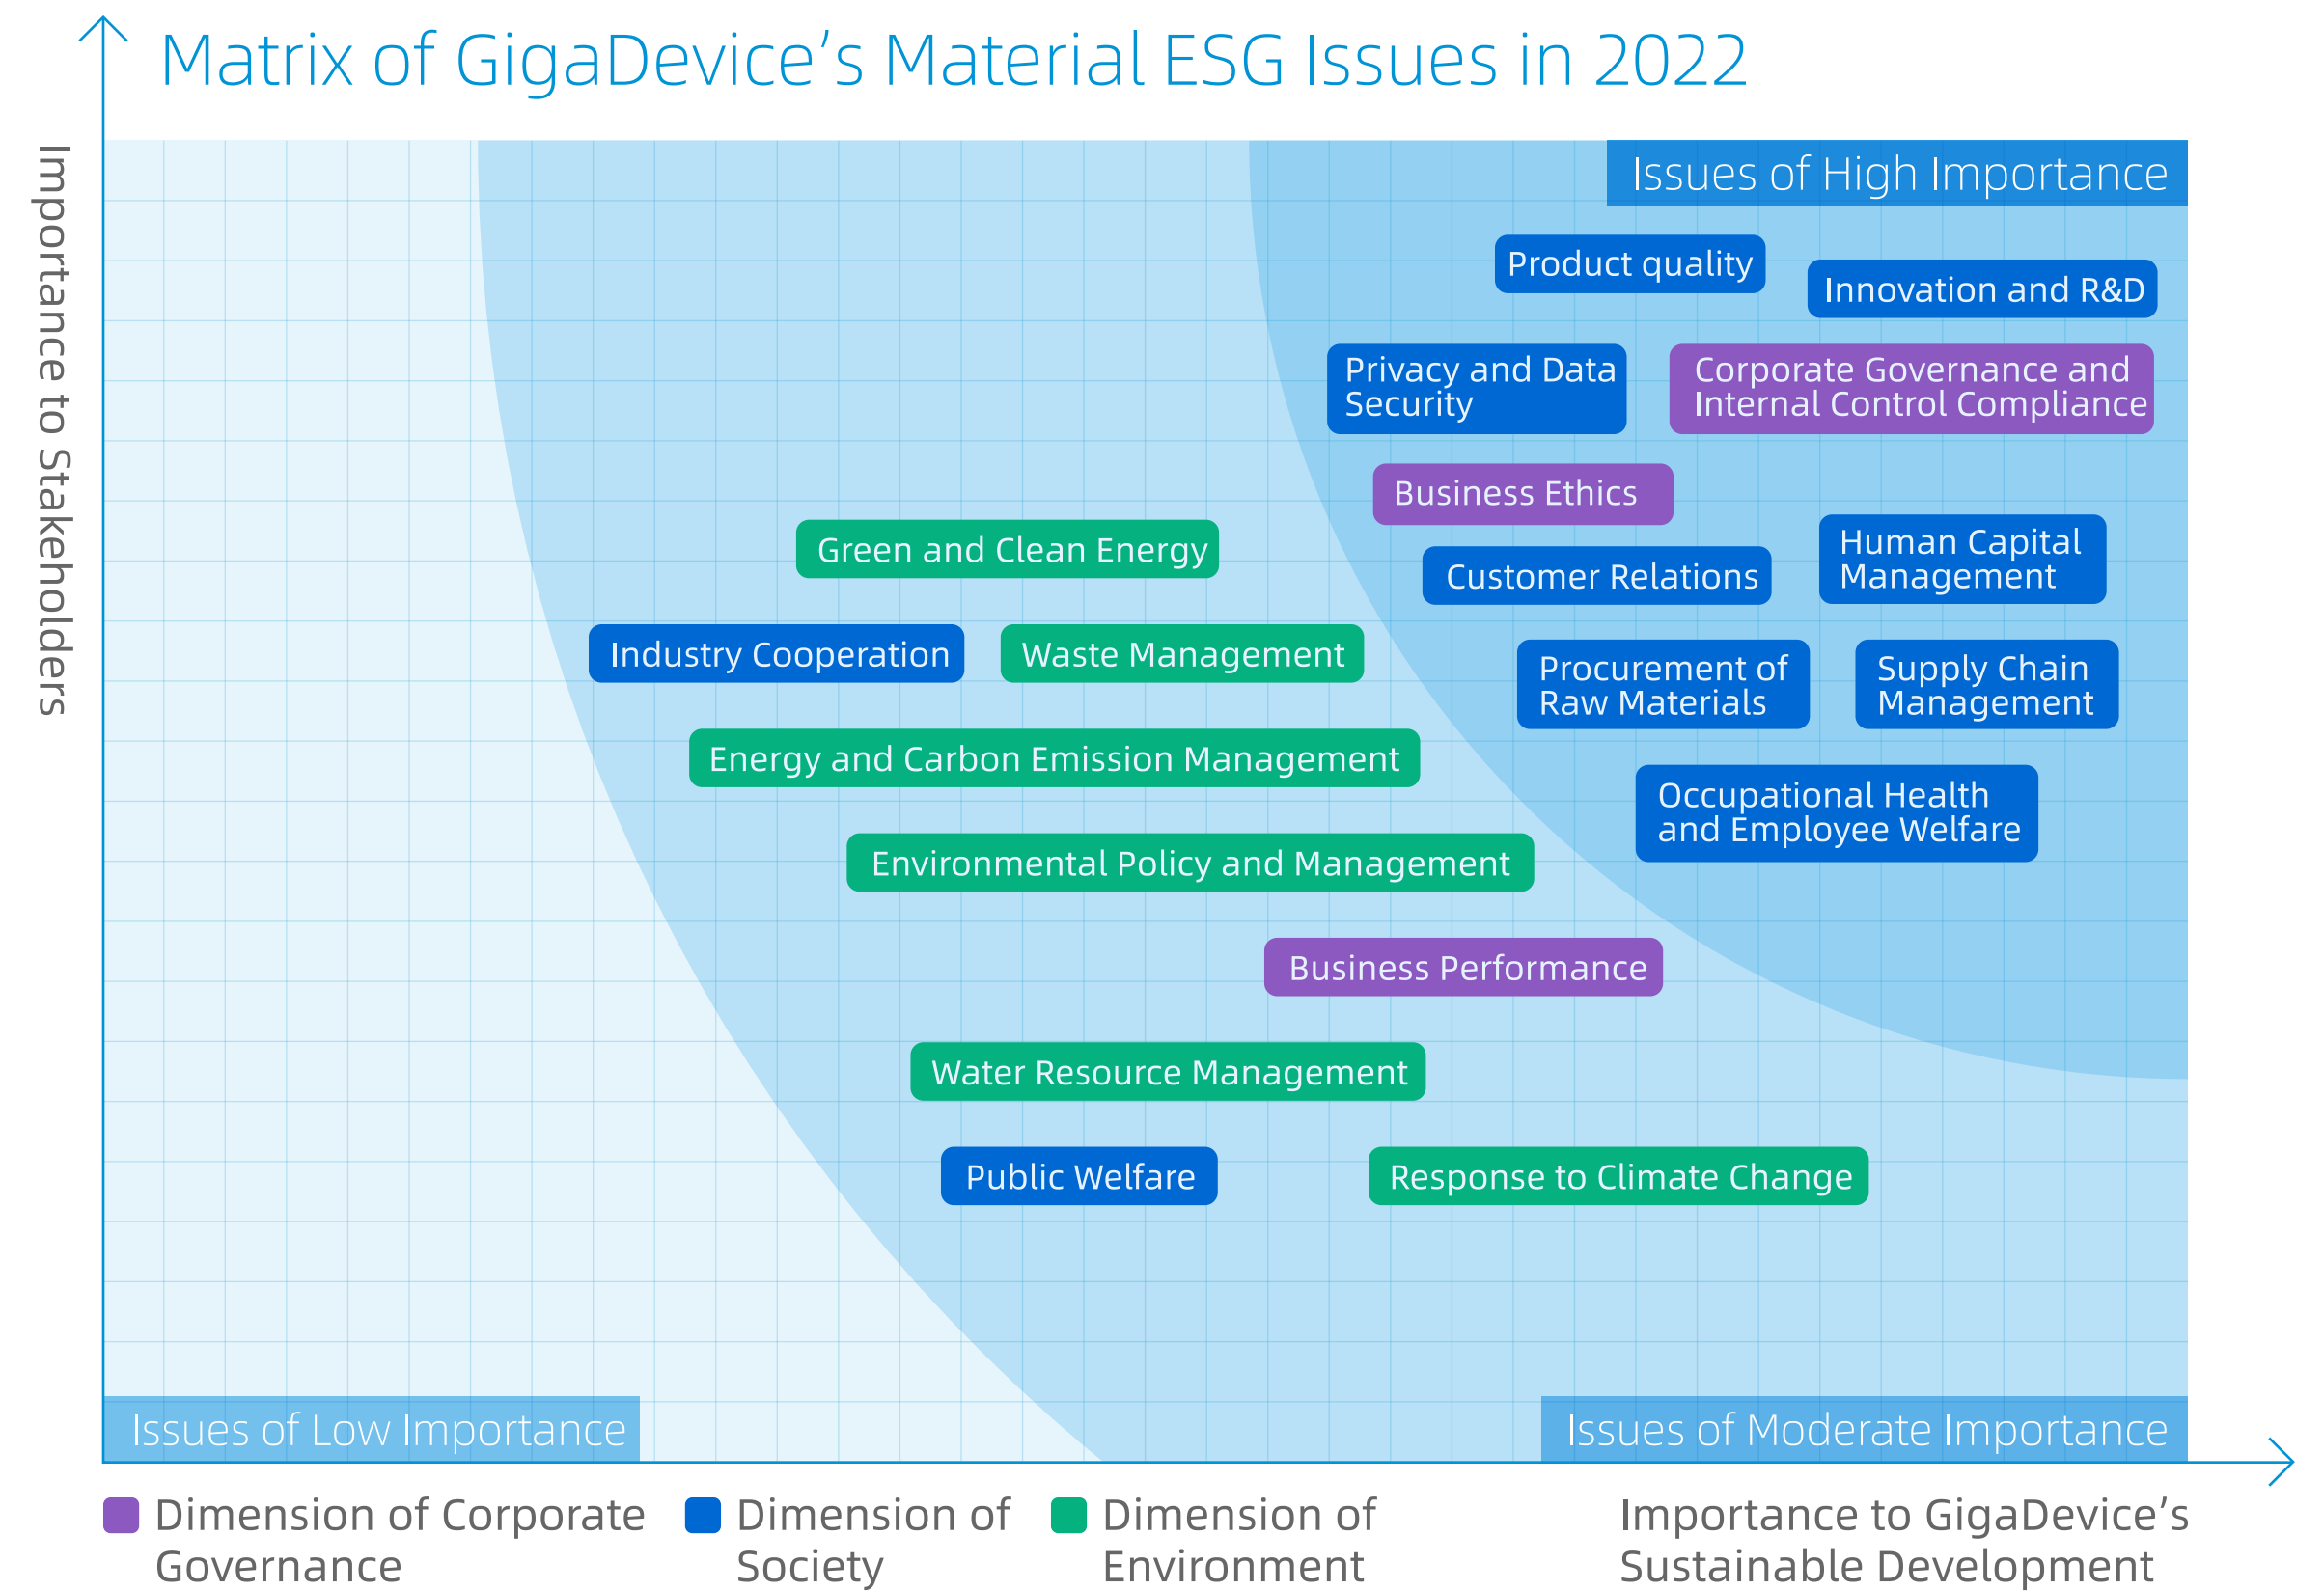 Matrix of GigaDevice’s Material ESG Issues in 2022
Importance to Stakeholders
Issues of High Importance
Product quality
Innovation and R&D
Privacy and Data
Security
Corporate Governance and
Internal Control Compliance
Business Ethics
Green and Clean Energy
Customer Relations
Human Capital
Management
Industry Cooperation
Waste Management
Procurement of
Raw Materials
Supply Chain
Management
Energy and Carbon Emission Management
Occupational Health
and Employee Welfare
Environmental Policy and Management
Business Performance
Water Resource Management
Public Welfare
Response to Climate Change
Issues of Low Importance
Issues of Moderate Importance
Dimension of Corporate
Governance
Dimension of
Society
Dimension of
Environment
Importance to GigaDevice’s
Sustainable Development